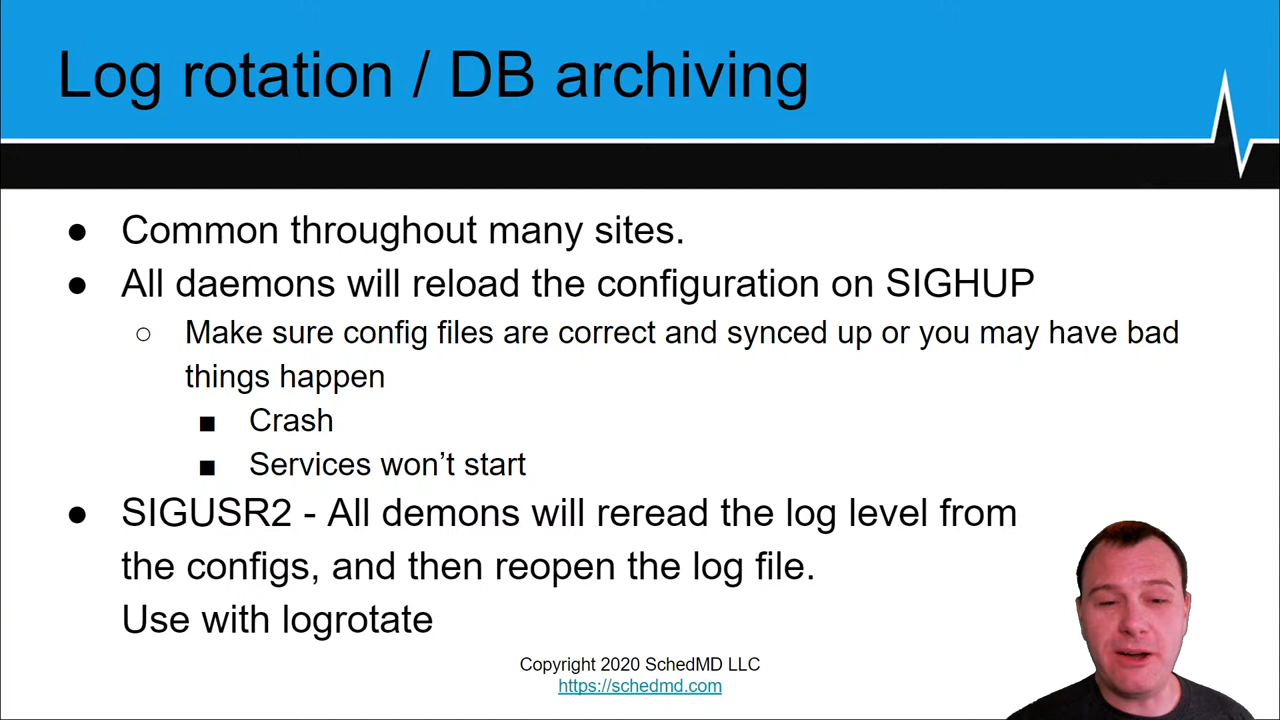 Log rotation / DB archiving
● Common throughout many sites.
● All daemons will reload the configuration on SIGHUP
○ Make sure config files are correct and synced up or you may have bad
things happen
■ Crash
■ Services won’t start
● SIGUSR2 - All demons will reread the log level from
the configs, and then reopen the log file.
Use with logrotate
Copyright 2020 SchedMD LLC
https://schedmd.com